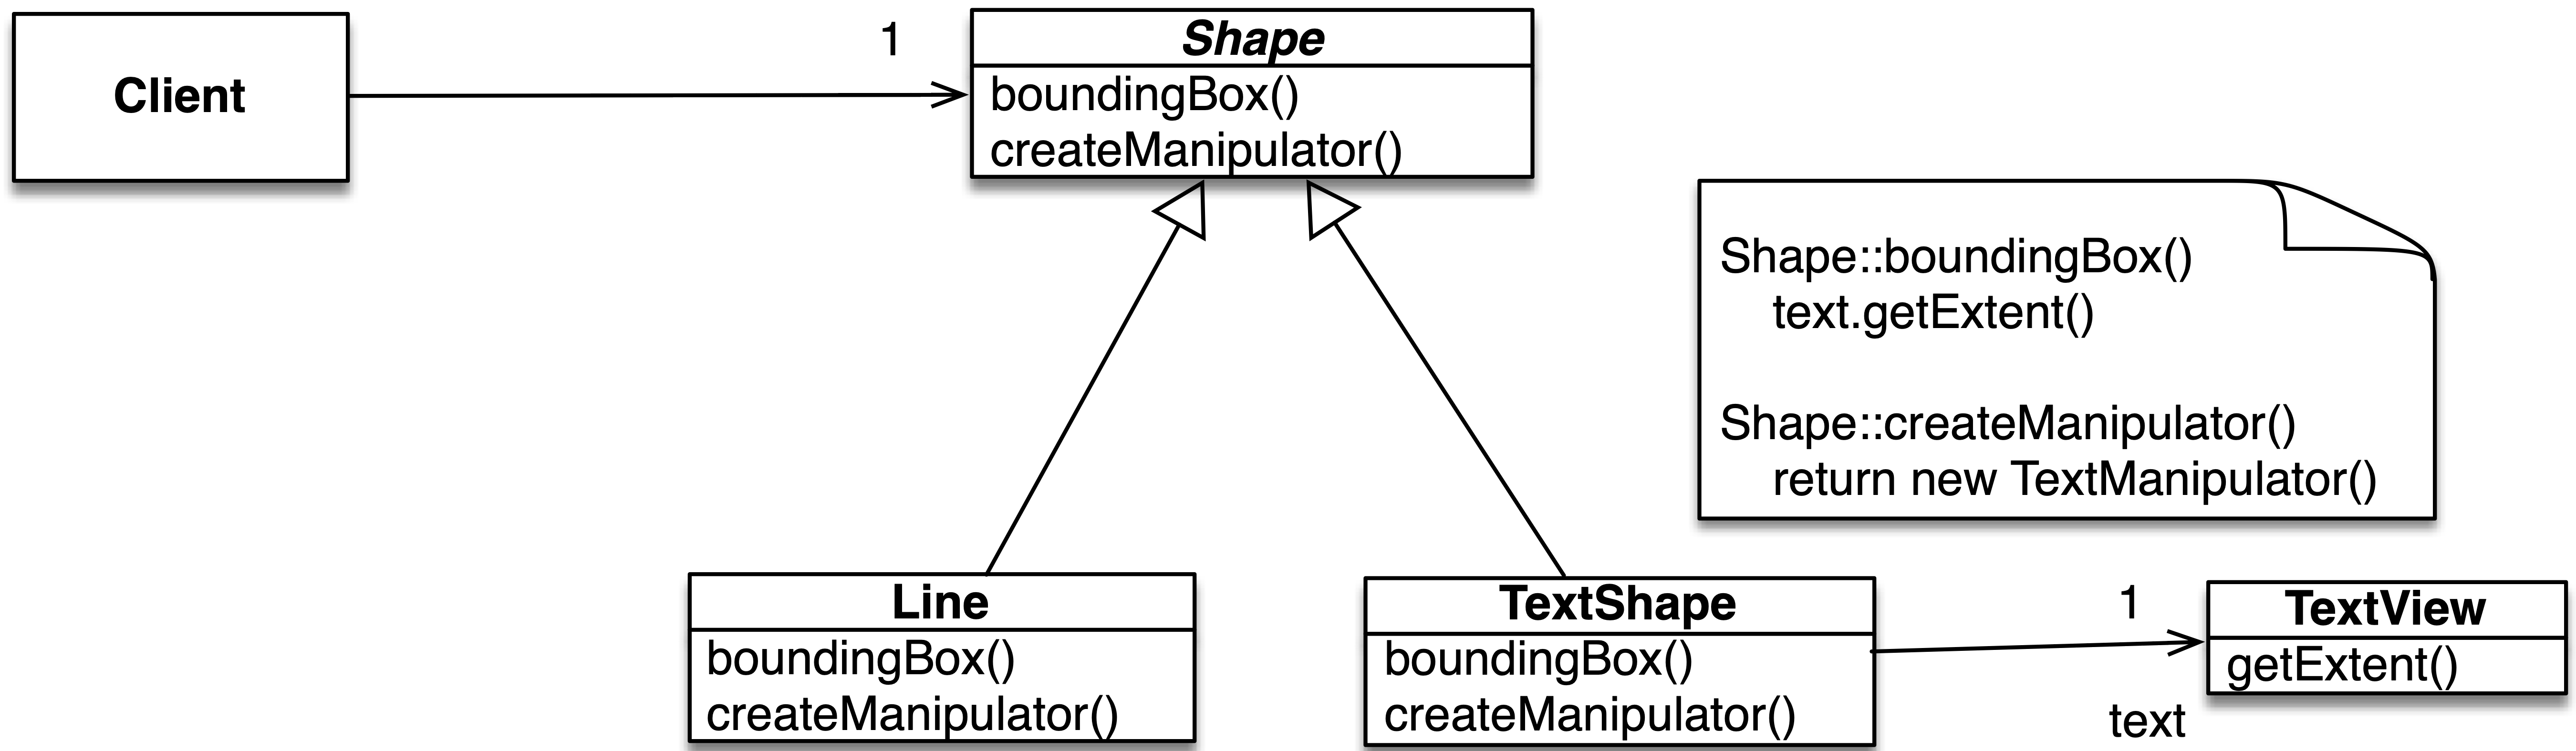 Client
1
Shape
boundingBox()
createManipulator()
Shape::boundingBox()
text.getExtent()
Shape::createManipulator()
return new TextManipulator()
Line
boundingBox()
createManipulator()
TextShape
boundingBox()
createManipulator()
1
text
TextView
getExtent()